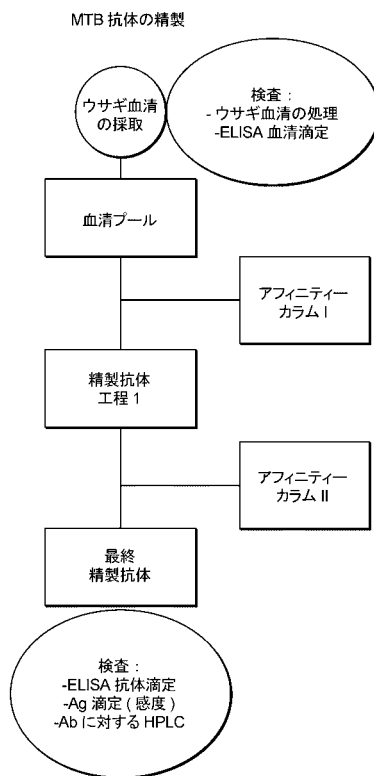 MTB 抗体の精製
ウサギ血清
の採取
検査：
- ウサギ血清の処理
-ELISA 血清滴定
血清プール
アフィニティー
カラム I
精製抗体
工程 1
アフィニティー
カラム II
最終
精製抗体
検査：
-ELISA 抗体滴定
-Ag 滴定 ( 感度 )
-Ab に対する HPLC